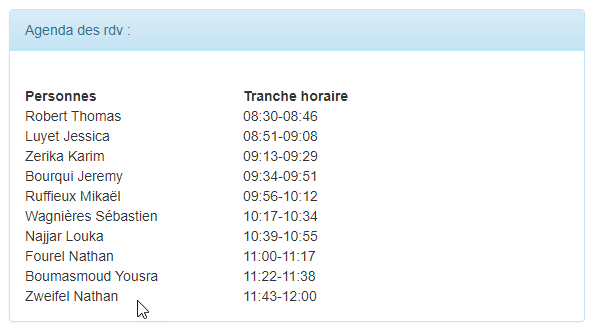 Agenda des rdv :
Personnes Tranche horaire
Robert Thomas 08:30-08:46
Luyet Jessica 08:51-09:08
Zerika Karim 09:13-09:29
Bourqui Jeremy 09:34-09:51
Ruffieux Mikaël 09:56-10:12
Wagnières Sébastien 10:17-10:34
Najjar Louka 10:39-10:55
Fourel Nathan 11:00-11:17
Boumasmoud Yousra 11:22-11:38
Zweifel Nathan 11:43-12:00